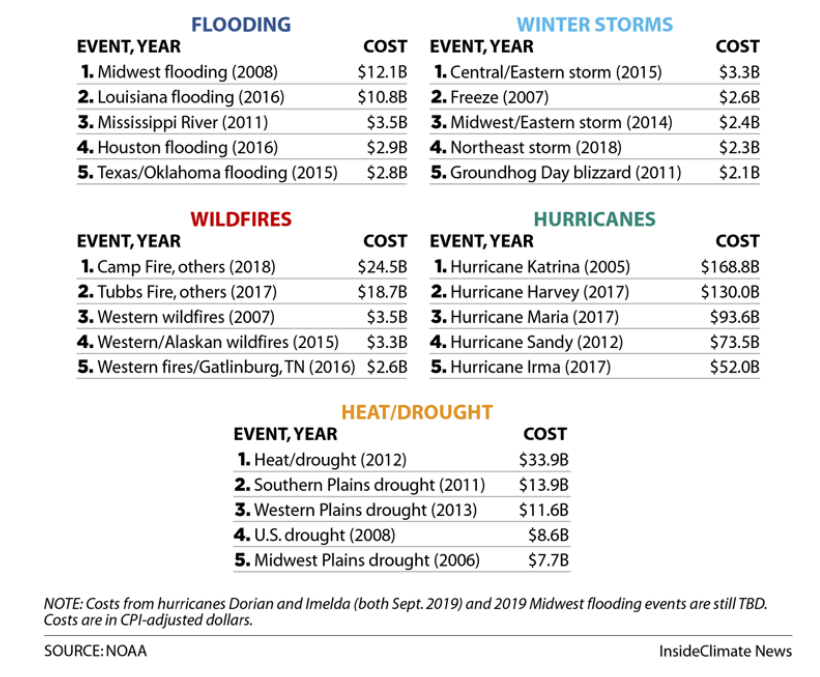 FLOODING
EVENT, YEAR COST
1. Midwest flooding (2008) $12.1B
2. Louisiana flooding (2016) $10.8B
3. Mississippi River (2011) $3.5B
4. Houston flooding (2016) $2.9B
5. Texas/Oklahoma flooding (2015) $2.8B
WINTER STORMS
EVENT, YEAR COST
1. Central/Eastern storm (2015) $3.3B
2. Freeze (2007) $2.6B
3. Midwest/Eastern storm (2014) $2.4B
4. Northeast storm (2018) $2.3B
5. Groundhog Day blizzard (2011) $2.1B
WILDFIRES
EVENT, YEAR COST
1. Camp Fire, others (2018) $24.5B
2. Tubbs Fire, others (2017) $18.7B
3. Western wildfires (2007) $3.5B
4. Western/Alaskan wildfires (2015) $3.3B
5. Western fires/Gatlinburg, TN (2016) $2.6B
HURRICANES
EVENT, YEAR COST
1. Hurricane Katrina (2005) $168.8B
2. Hurricane Harvey (2017) $130.0B
3. Hurricane Maria (2017) $93.6B
4. Hurricane Sandy (2012) $73.5B
5. Hurricane Irma (2017) $52.0B
HEAT/DROUGHT
EVENT, YEAR COST
1. Heat/drought (2012) $33.9B
2. Southern Plains drought (2011) $13.9B
3. Western Plains drought (2013) $11.6B
4. U.S. drought (2008) $8.6B
5. Midwest Plains drought (2006) $7.7B
NOTE: Costs from hurricanes Dorian and Imelda (both Sept. 2019) and 2019 Midwest flooding events are still TBD.
Costs are in CPI-adjusted dollars.
SOURCE: NOAA InsideClimate News